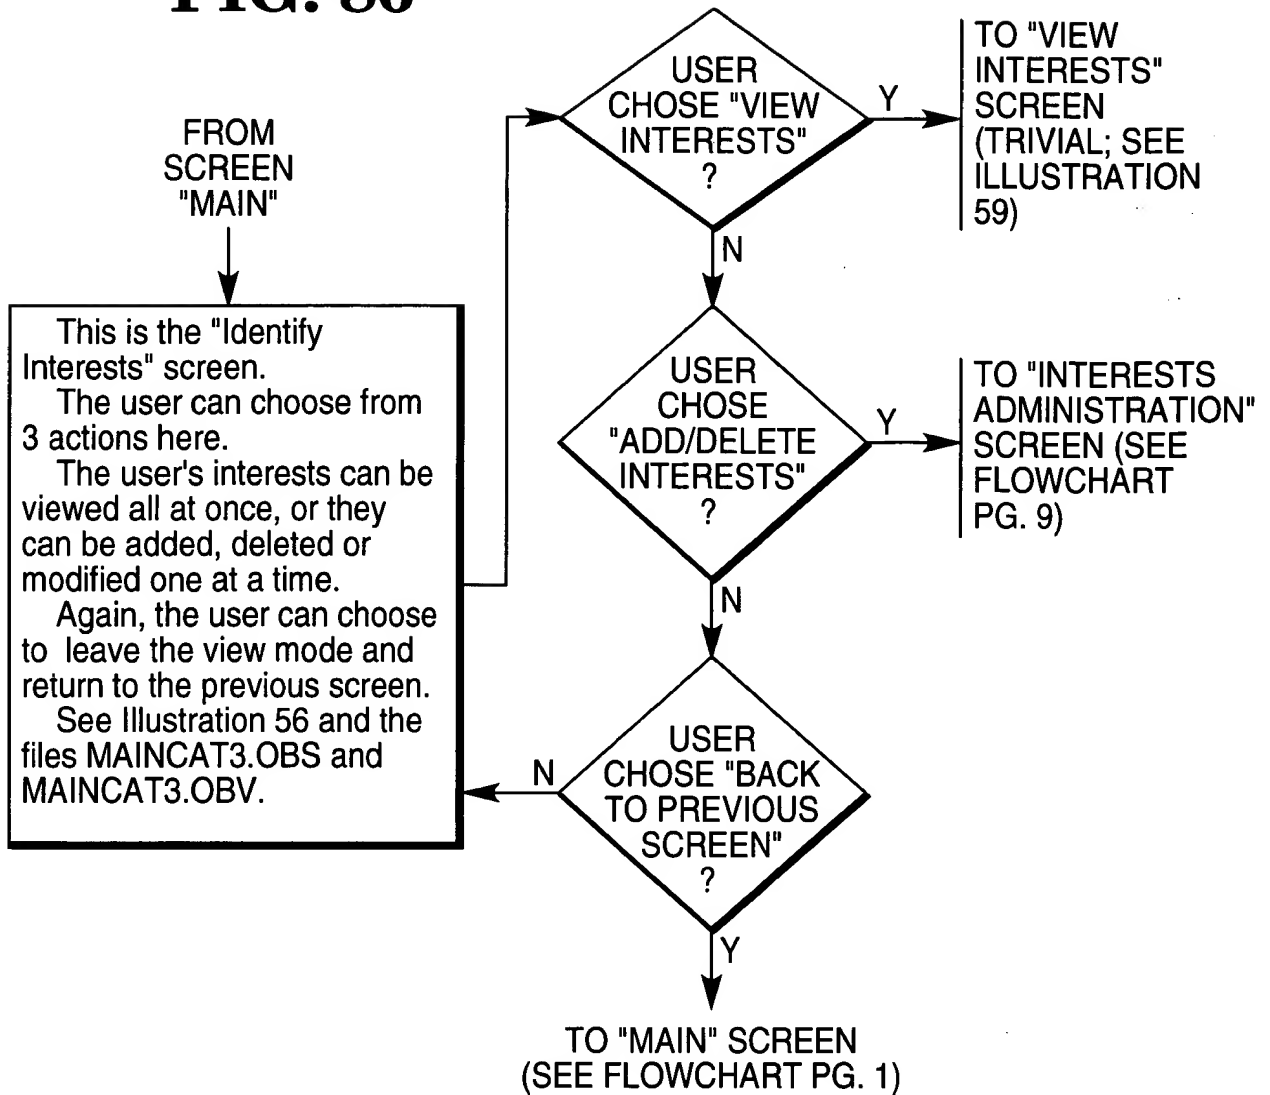 FROM
SCREEN
"MAIN"
This is the "Identify
Interests" screen.
The user can choose from
3 actions here.
The user's interests can be
viewed all at once, or they
can be added, deleted or
modified one at a time.
Again, the user can choose
to leave the view mode and
return to the previous screen.
See Illustration 56 and the
files MAINCAT3.OBS and
MAINCAT3.OBV.
USER
CHOSE "VIEW
INTERESTS"
?
Y
TO "VIEW
INTERESTS"
SCREEN
(TRIVIAL; SEE
ILLUSTRATION
59)
N
USER
CHOSE
"ADD/DELETE
INTERESTS"
?
Y
TO "INTERESTS
ADMINISTRATION"
SCREEN (SEE
FLOWCHART
PG. 9)
N
USER
CHOSE "BACK
TO PREVIOUS
SCREEN"
?
N
Y
TO "MAIN" SCREEN
(SEE FLOWCHART PG. 1)